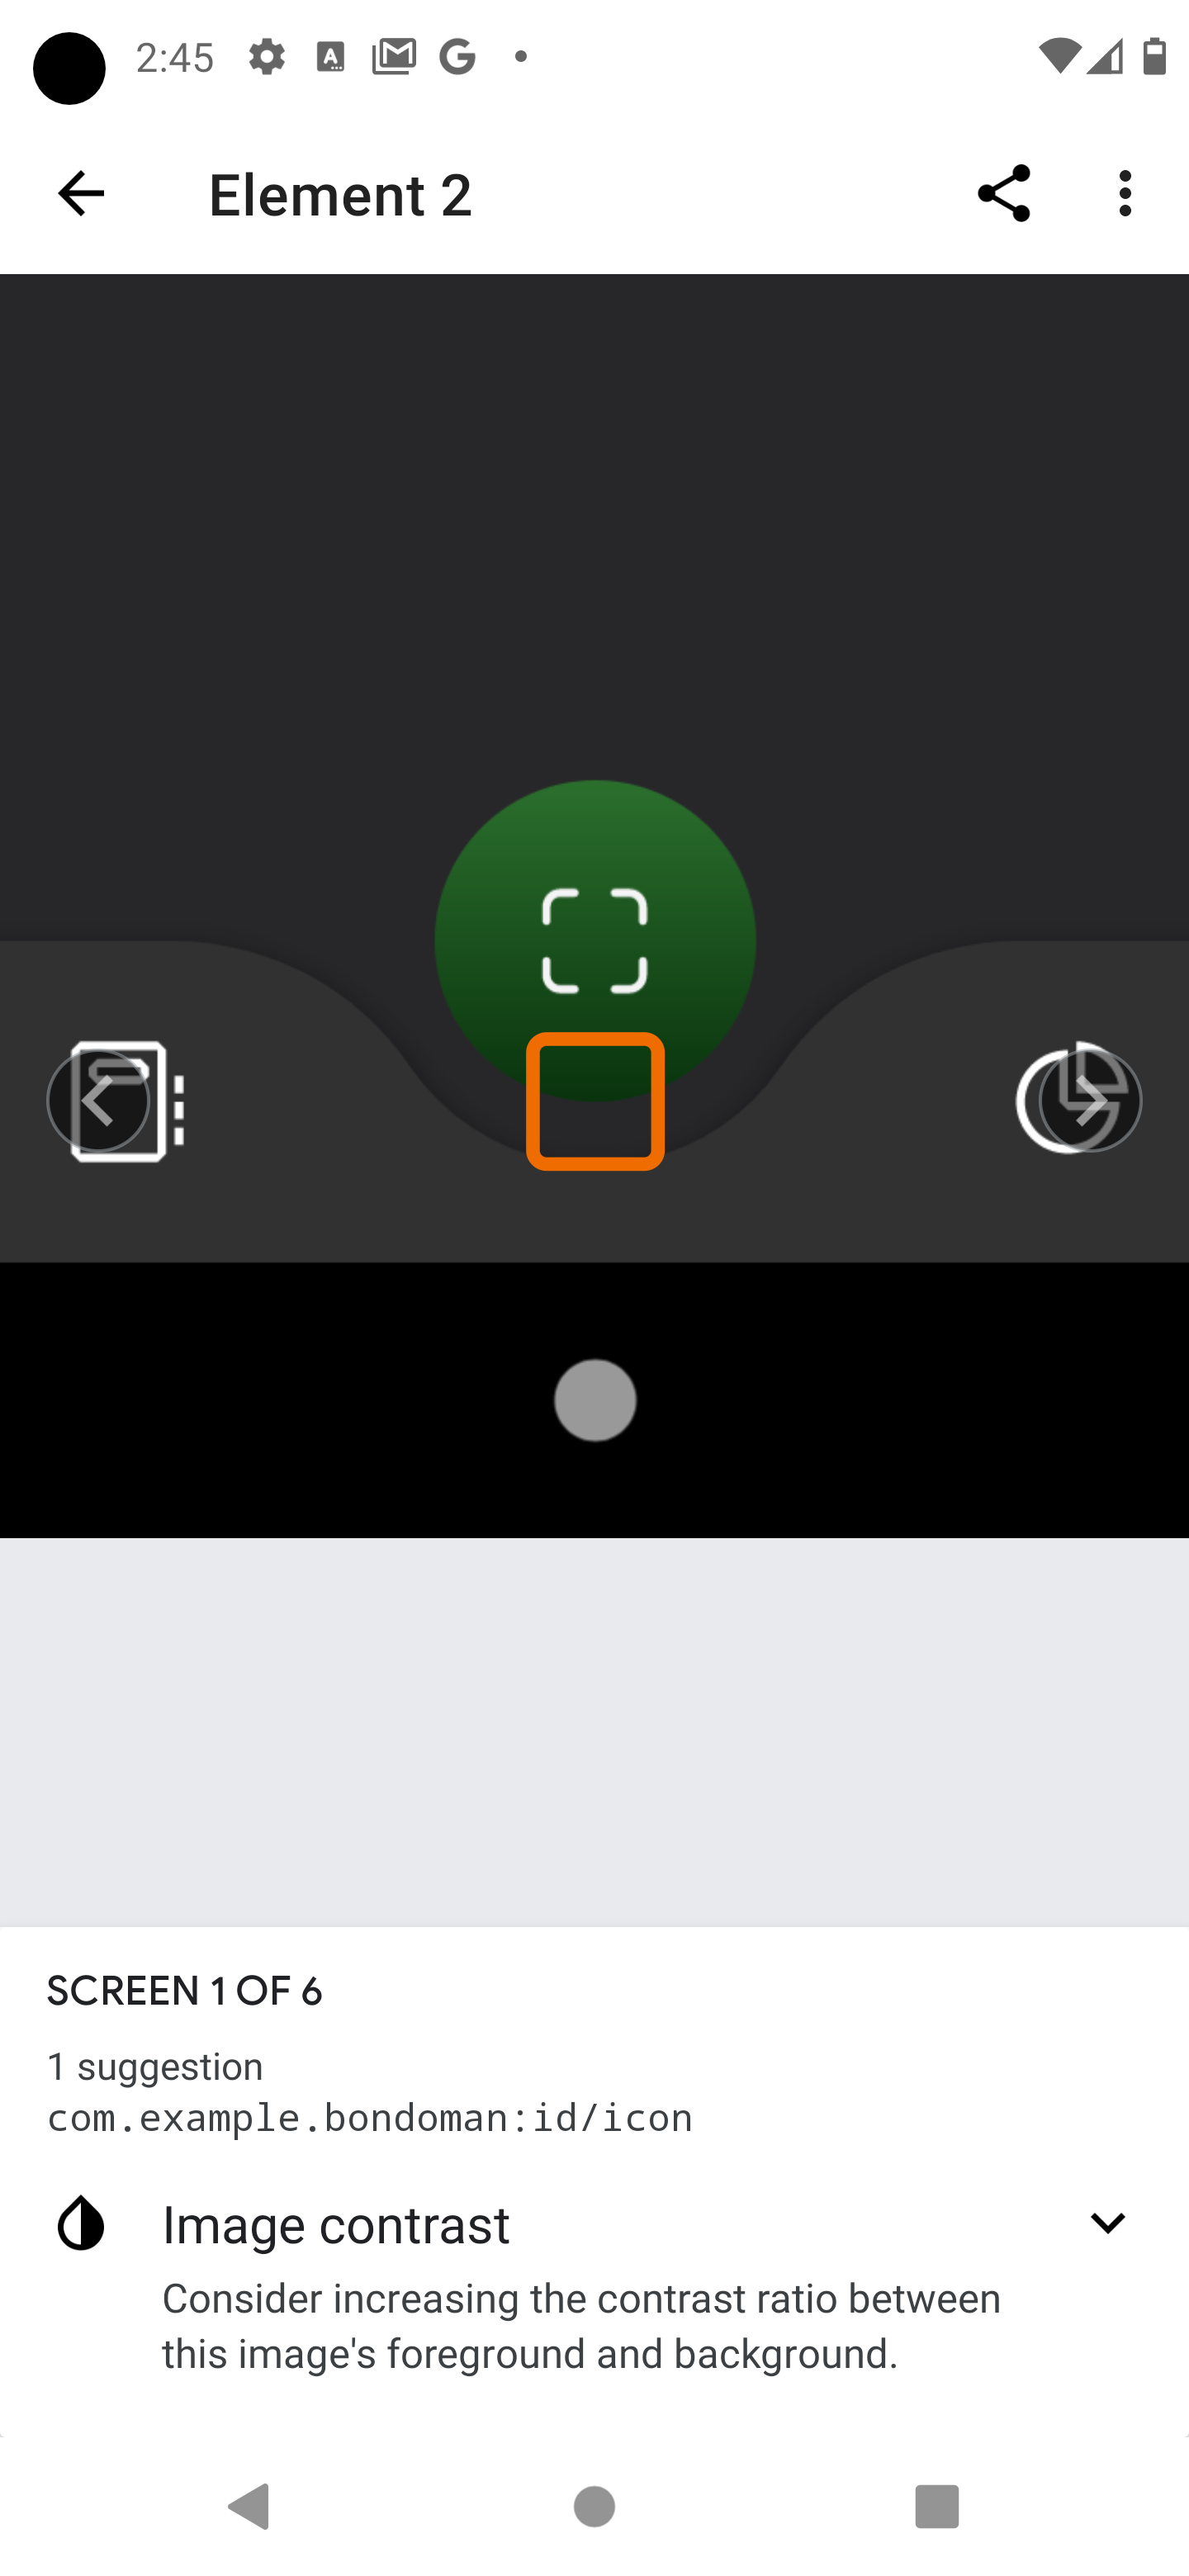 2:45
Element 2
SCREEN 1 OF 6
1 suggestion
com.example.bondoman:id/icon
Image contrast
Consider increasing the contrast ratio between
this image's foreground and background.